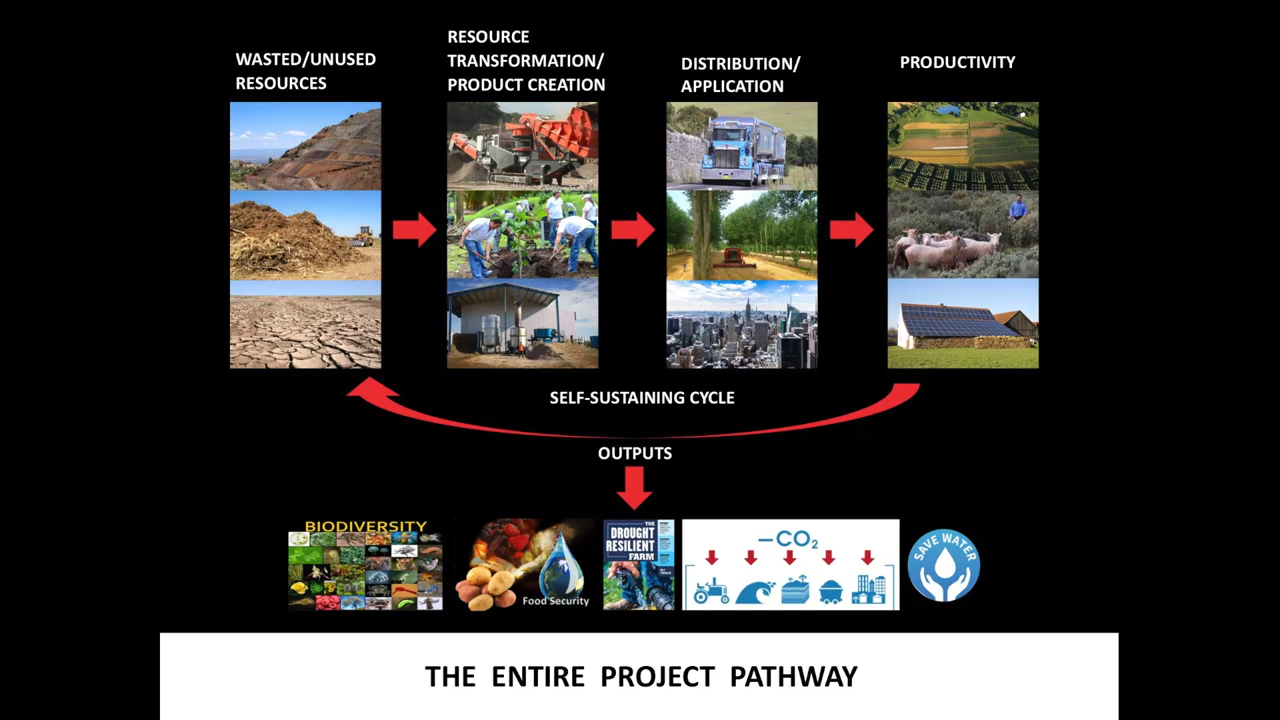 WASTED/UNUSED
RESOURCES
RESOURCE
TRANSFORMATION/
PRODUCT CREATION
DISTRIBUTION/
APPLICATION
PRODUCTIVITY
SELF-SUSTAINING CYCLE
OUTPUTS
BIODIVERSITY
Food Security
THE
DROUGHT
RESILIENT
FARM
—CO₂
SAVE WATER
THE ENTIRE PROJECT PATHWAY